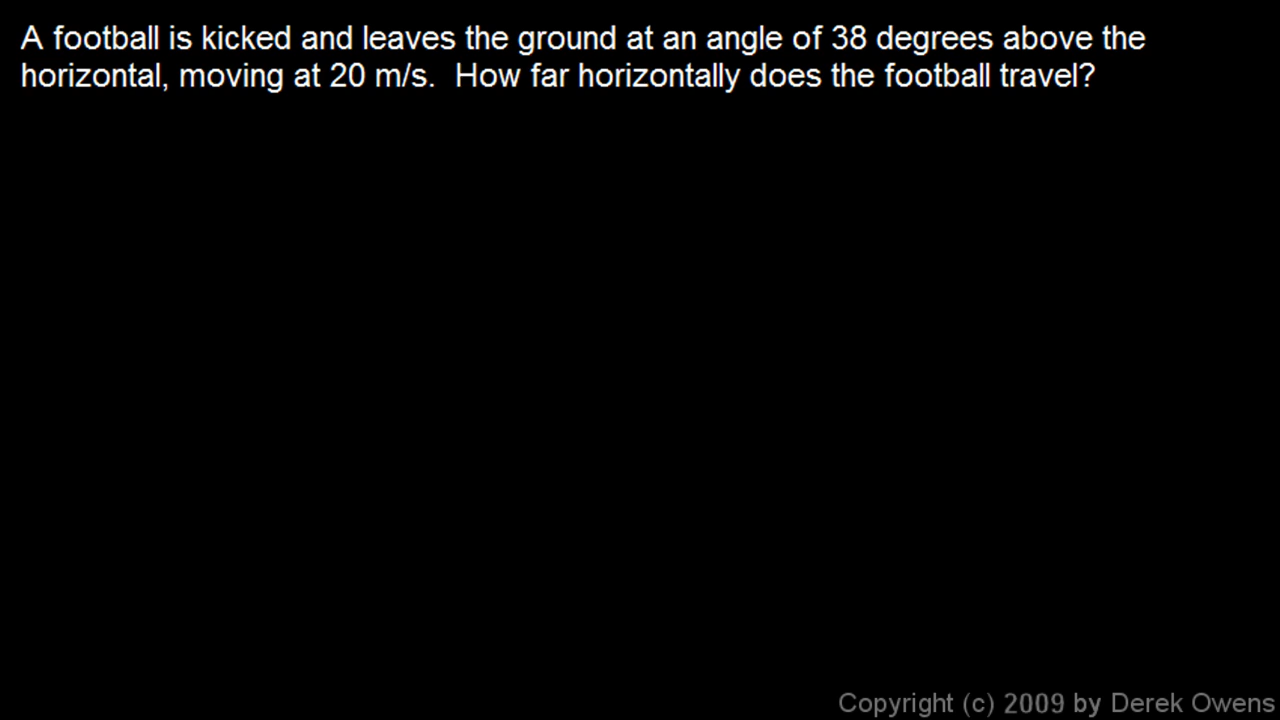 A football is kicked and leaves the ground at an angle of 38 degrees above the
horizontal, moving at 20 m/s.  How far horizontally does the football travel?
Copyright (c) 2009 by Derek Owens